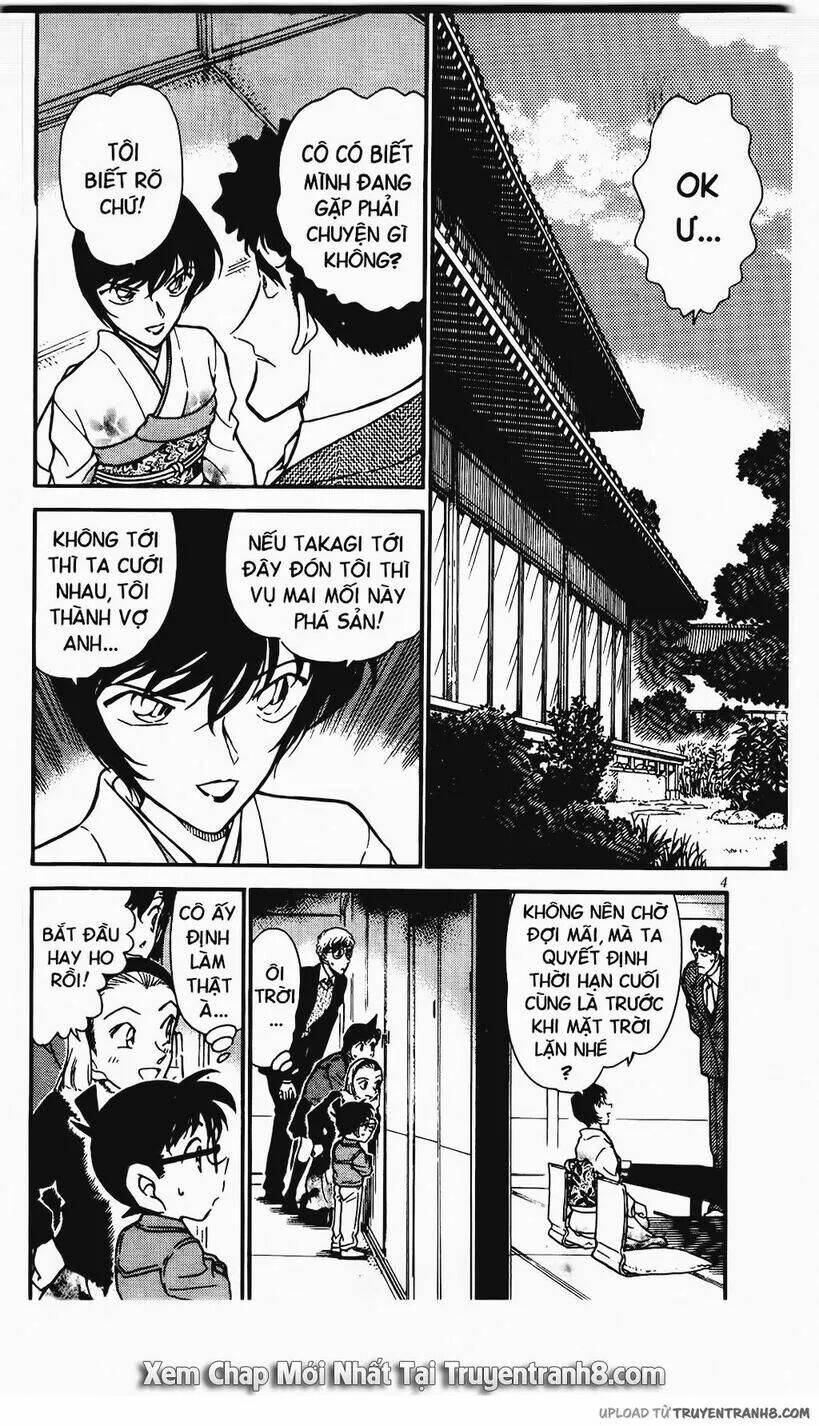 OK
Ư...
CÔ CÓ BIẾT
MÌNH ĐANG
GẶP PHẢI
CHUYỆN GÌ
KHÔNG?
TÔI
BIẾT RÕ
CHỨ!
NẾU TAKAGI TỚI
ĐÂY ĐÓN TÔI THÌ
VỤ MAI MỐI NÀY
PHÁ SẢN!
KHÔNG TỚI
THÌ TA CƯỚI
NHAU, TÔI
THÀNH VỢ
ANH...
4
KHÔNG NÊN CHỜ
ĐỢI MÃI, MÀ TA
QUYẾT ĐỊNH
THỜI HẠN CUỐI
CÙNG LÀ TRƯỚC
KHI MẶT TRỜI
LẶN NHÉ
?
ÔI
TRỜI
...
CÔ ẤY
ĐỊNH
LÀM
THẬT
À...
BẮT ĐẦU
HAY HO
RỒI!
Xem Chap Mới Nhất Tại Truyentranh8.com
UPLOAD TỪ TRUYENTRANH8.COM